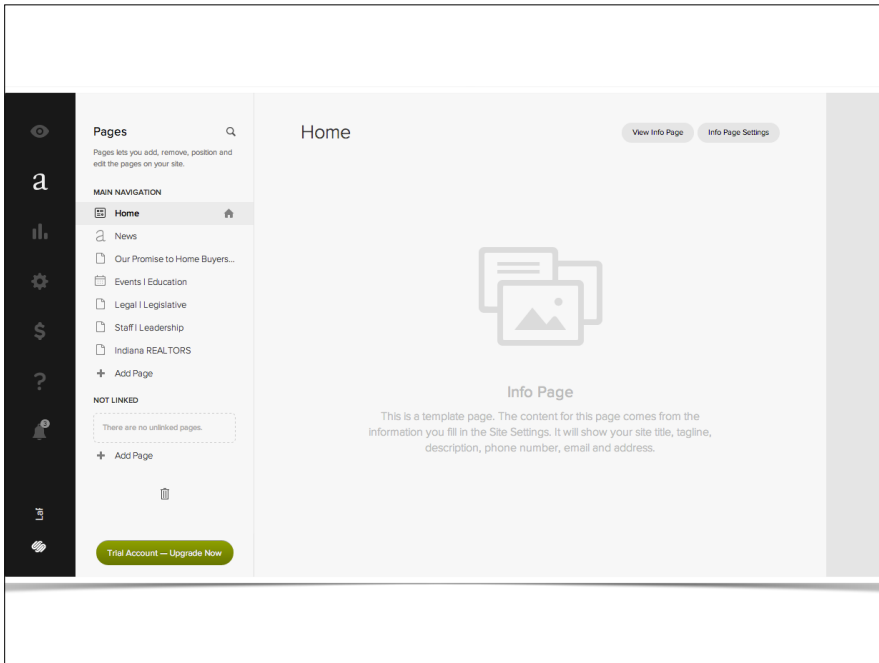 Pages
Pages lets you add, remove, position and
edit the pages on your site.
MAIN NAVIGATION
Home
News
Our Promise to Home Buyers...
Events | Education
Legal | Legislative
Staff | Leadership
Indiana REALTORS
+ Add Page
NOT LINKED
There are no unlinked pages.
+ Add Page
Trial Account — Upgrade Now
a
$
?
3
Laf
Home
View Info Page
Info Page Settings
Info Page
This is a template page. The content for this page comes from the
information you fill in the Site Settings. It will show your site title, tagline,
description, phone number, email and address.